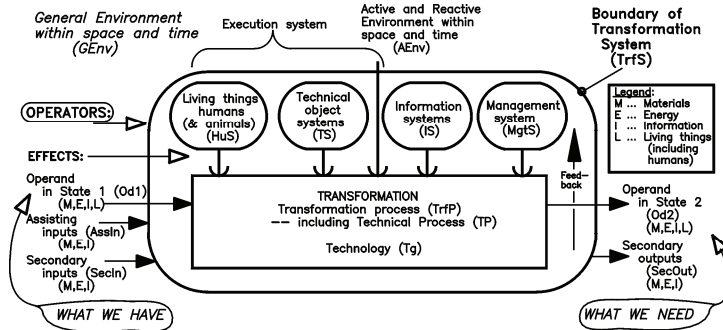 General Environment
within space and time
(GEnv)
Execution system
Active and Reactive
Environment within
space and time
(AEnv)
Boundary of
Transformation
System
(TrfS)
OPERATORS:
Living things
humans
(& animals)
(HuS)
Technical
object
systems
(TS)
Information
systems
(IS)
Management
system
(MgtS)
Legend:
M ... Materials
E ... Energy
I ... Information
L ... Living things
(including
humans)
EFFECTS:
Feed-
back
Operand
in State 1 (Od1)
(M,E,I,L)
Assisting
inputs (AssIn)
(M,E,I)
Secondary
inputs (SecIn)
(M,E,I)
TRANSFORMATION
Transformation process (TrfP)
-- including Technical Process (TP)
Technology (Tg)
Operand
in State 2
(Od2)
(M,E,I,L)
Secondary
outputs
(SecOut)
(M,E,I)
WHAT WE HAVE
WHAT WE NEED